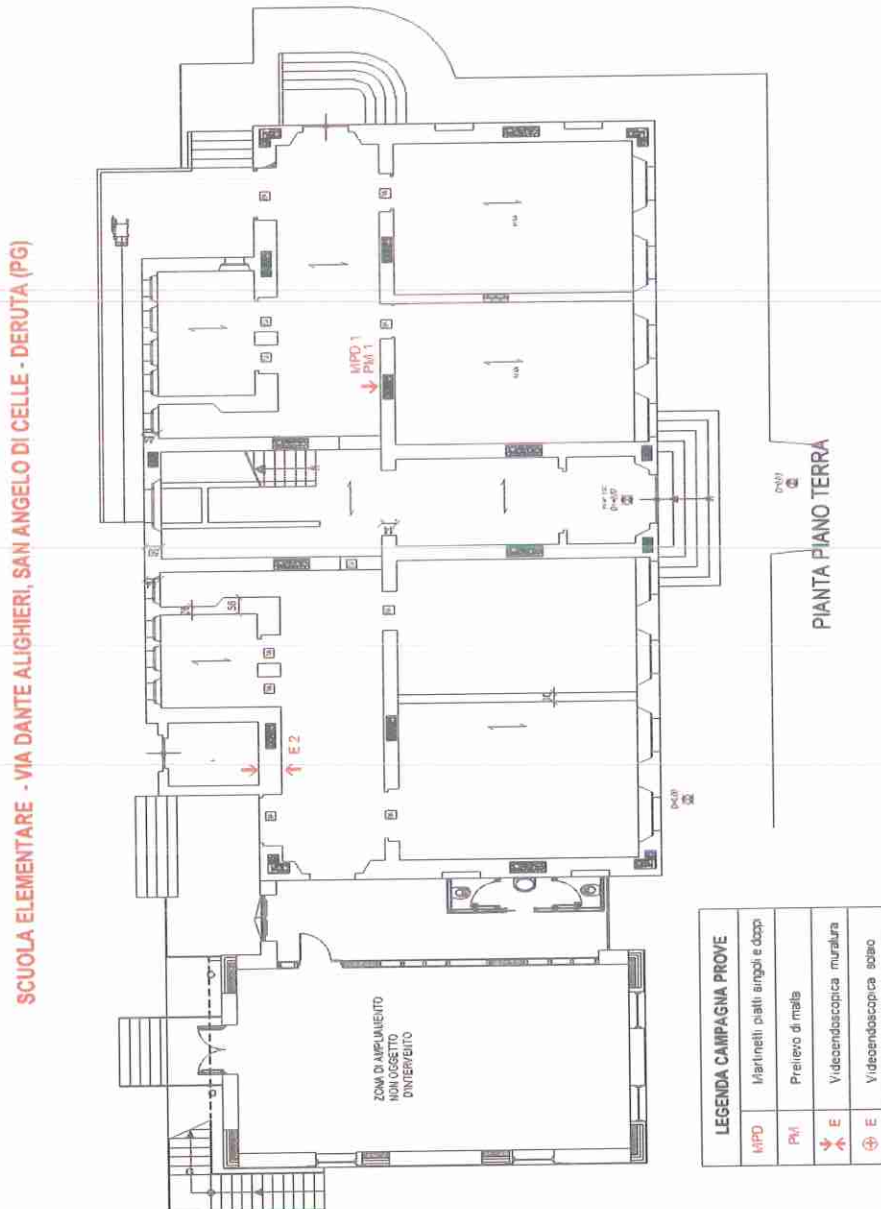 SCUOLA ELEMENTARE - VIA DANTE ALIGHIERI, SAN ANGELO DI CELLE - DERUTA (PG)
MPD 1
PM 1
E 2
26
58
ZONA DI AMPLIAMENTO
NON OGGETTO
D'INTERVENTO
PIANTA PIANO TERRA
LEGENDA CAMPAGNA PROVE
MPD Martinetti piatti singoli e doppi
PM Prelievo di malta
E Videoendoscopica muratura
E Videoendoscopica solaio